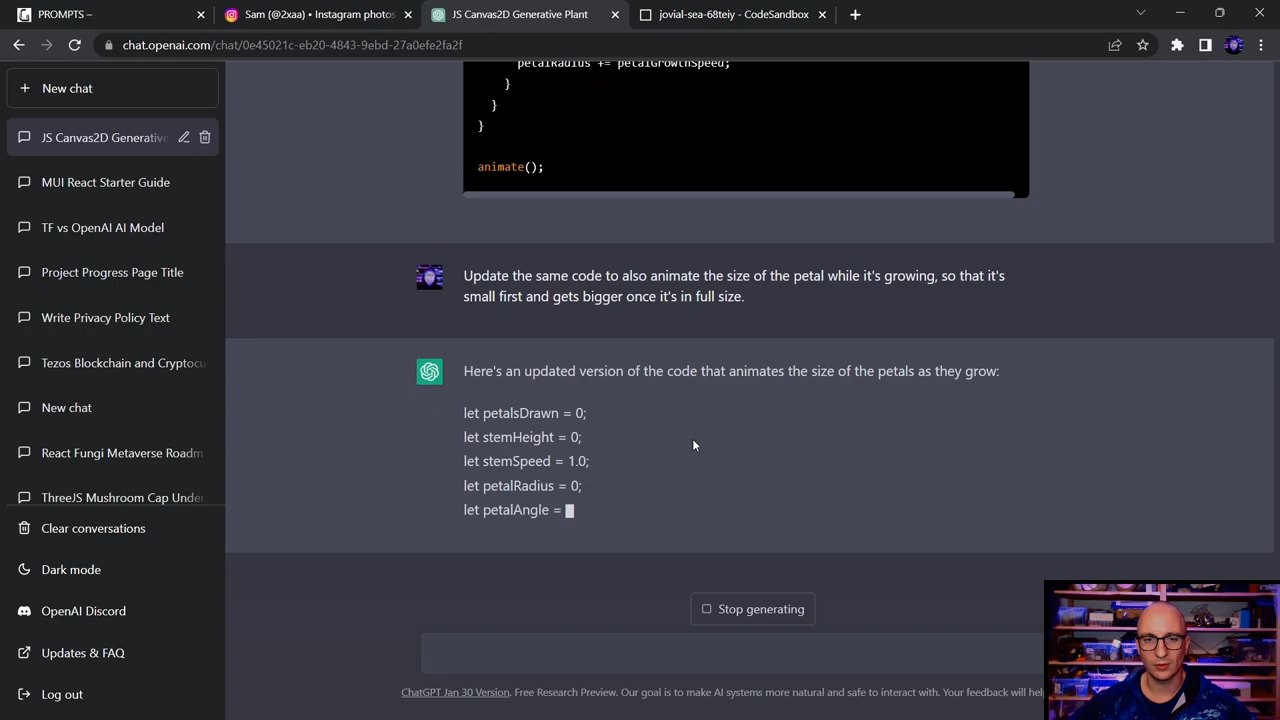 PROMPTS –
Sam (@2xaa) • Instagram photos
JS Canvas2D Generative Plant
jovial-sea-68teiy - CodeSandbox
chat.openai.com/chat/0e45021c-eb20-4843-9ebd-27a0efe2fa2f
New chat
JS Canvas2D Generative
MUI React Starter Guide
TF vs OpenAI AI Model
Project Progress Page Title
Write Privacy Policy Text
Tezos Blockchain and Cryptocu
New chat
React Fungi Metaverse Roadm
ThreeJS Mushroom Cap Under
Clear conversations
Dark mode
OpenAI Discord
Updates & FAQ
Log out
petalRadius += petalGrowthSpeed;
}
}
}
animate();
Update the same code to also animate the size of the petal while it's growing, so that it's
small first and gets bigger once it's in full size.
Here's an updated version of the code that animates the size of the petals as they grow:
let petalsDrawn = 0;
let stemHeight = 0;
let stemSpeed = 1.0;
let petalRadius = 0;
let petalAngle =
Stop generating
ChatGPT Jan 30 Version. Free Research Preview. Our goal is to make AI systems more natural and safe to interact with. Your feedback will hel